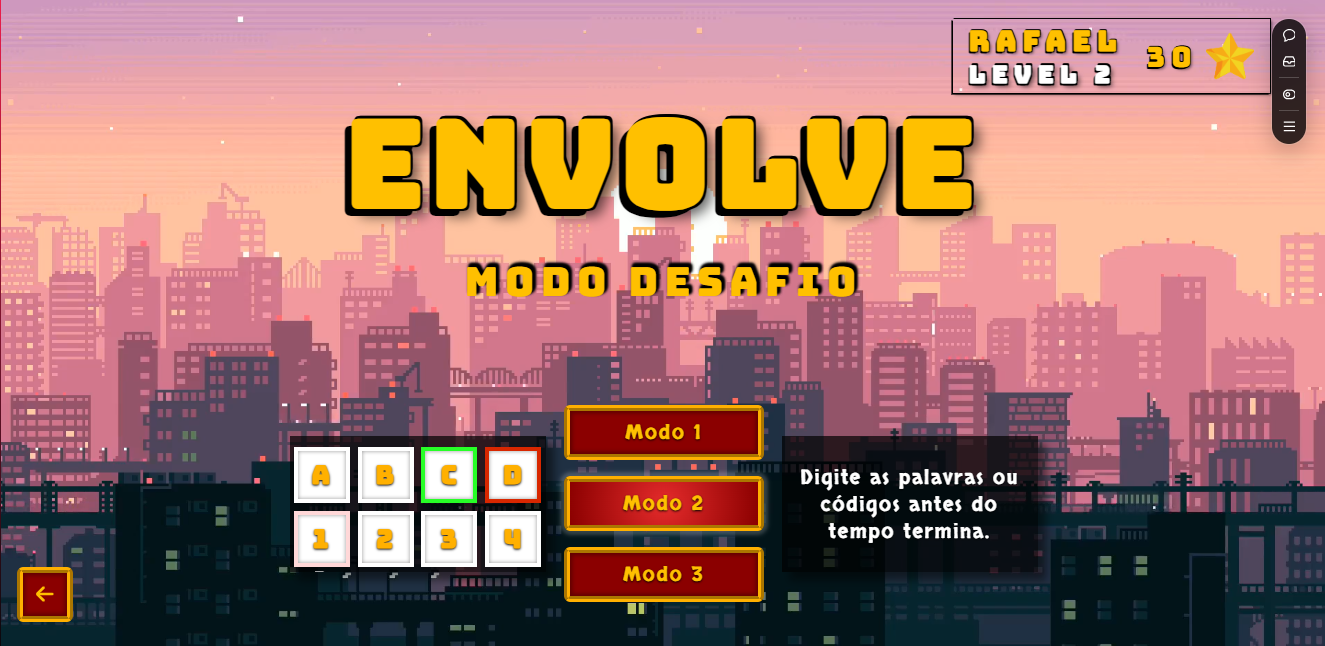 RAFAEL
LEVEL 2
30
ENVOLVE
MODO DESAFIO
A B C D
1 2 3 4
Modo 1
Modo 2
Modo 3
Digite as palavras ou
códigos antes do
tempo termina.